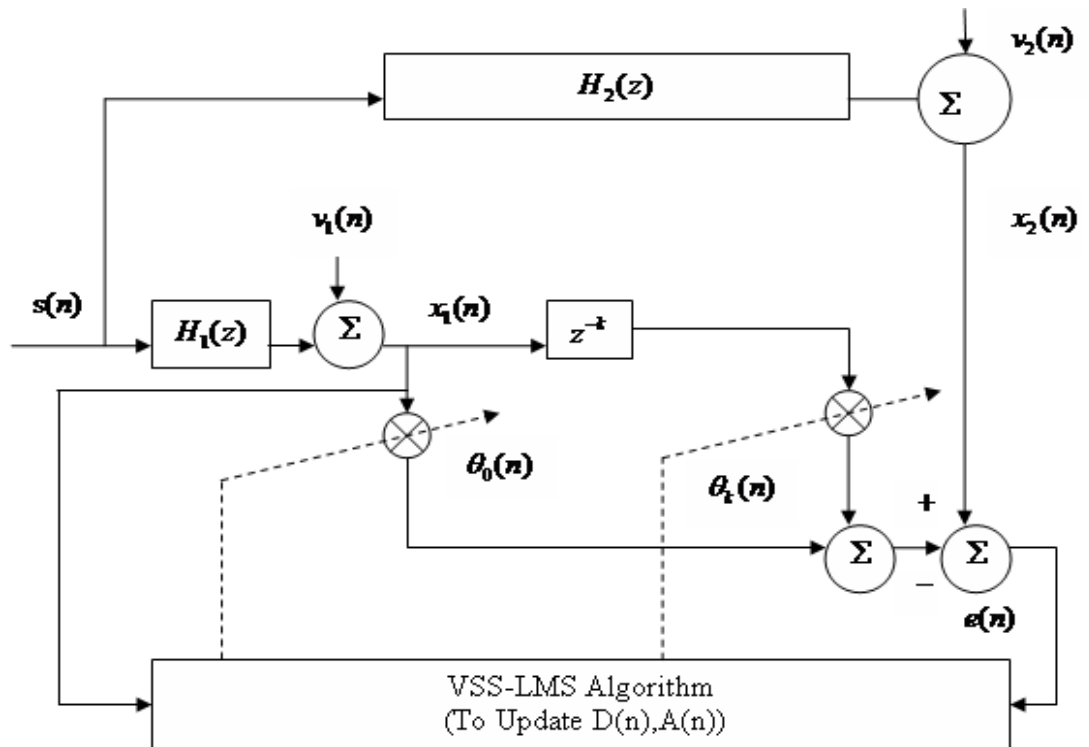 v₂(n)
H₂(z)
Σ
v₁(n)
x₂(n)
s(n)
H₁(z)
Σ
x₁(n)
z⁻ᵏ
θ₀(n)
θₖ(n)
+
Σ
Σ
−
e(n)
VSS-LMS Algorithm
(To Update D(n),A(n))